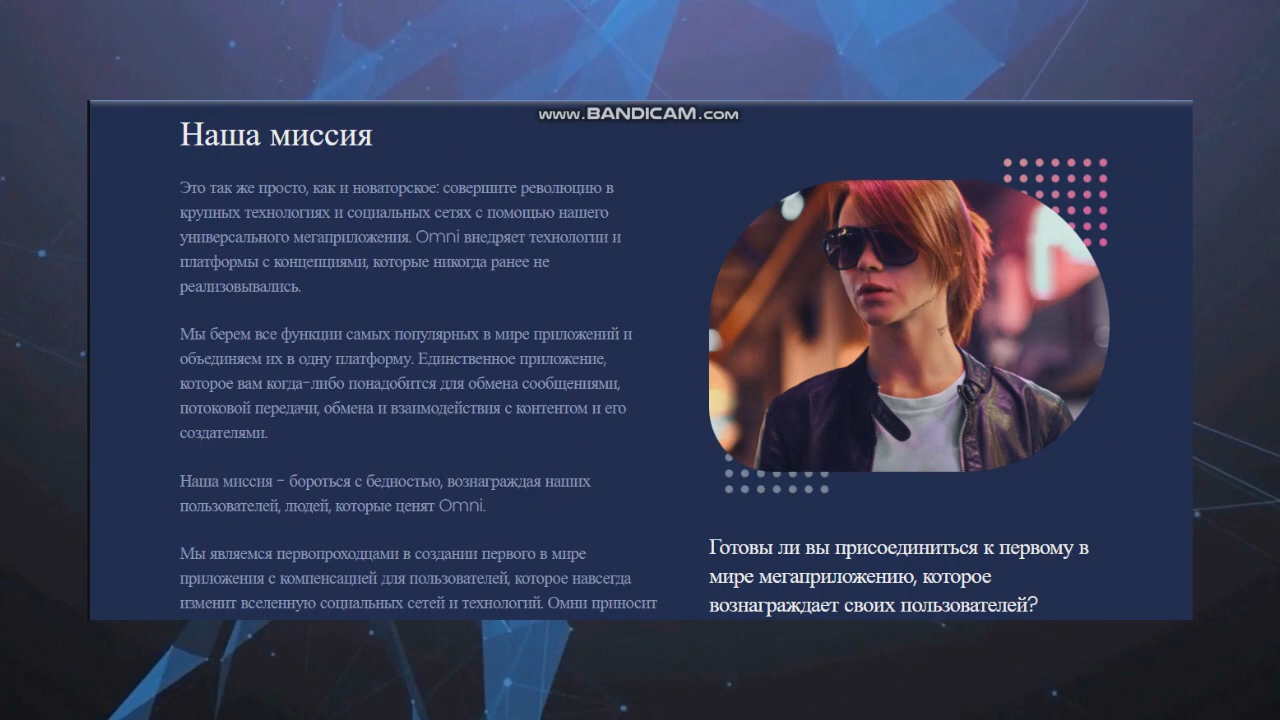 www.BANDICAM.com
Наша миссия
Это так же просто, как и новаторское: совершите революцию в
крупных технологиях и социальных сетях с помощью нашего
универсального мегаприложения. Omni внедряет технологии и
платформы с концепциями, которые никогда ранее не
реализовывались.
Мы берем все функции самых популярных в мире приложений и
объединяем их в одну платформу. Единственное приложение,
которое вам когда-либо понадобится для обмена сообщениями,
потоковой передачи, обмена и взаимодействия с контентом и его
создателями.
Наша миссия - бороться с бедностью, вознаграждая наших
пользователей, людей, которые ценят Omni.
Мы являемся первопроходцами в создании первого в мире
приложения с компенсацией для пользователей, которое навсегда
изменит вселенную социальных сетей и технологий. Омни приносит
Готовы ли вы присоединиться к первому в
мире мегаприложению, которое
вознаграждает своих пользователей?